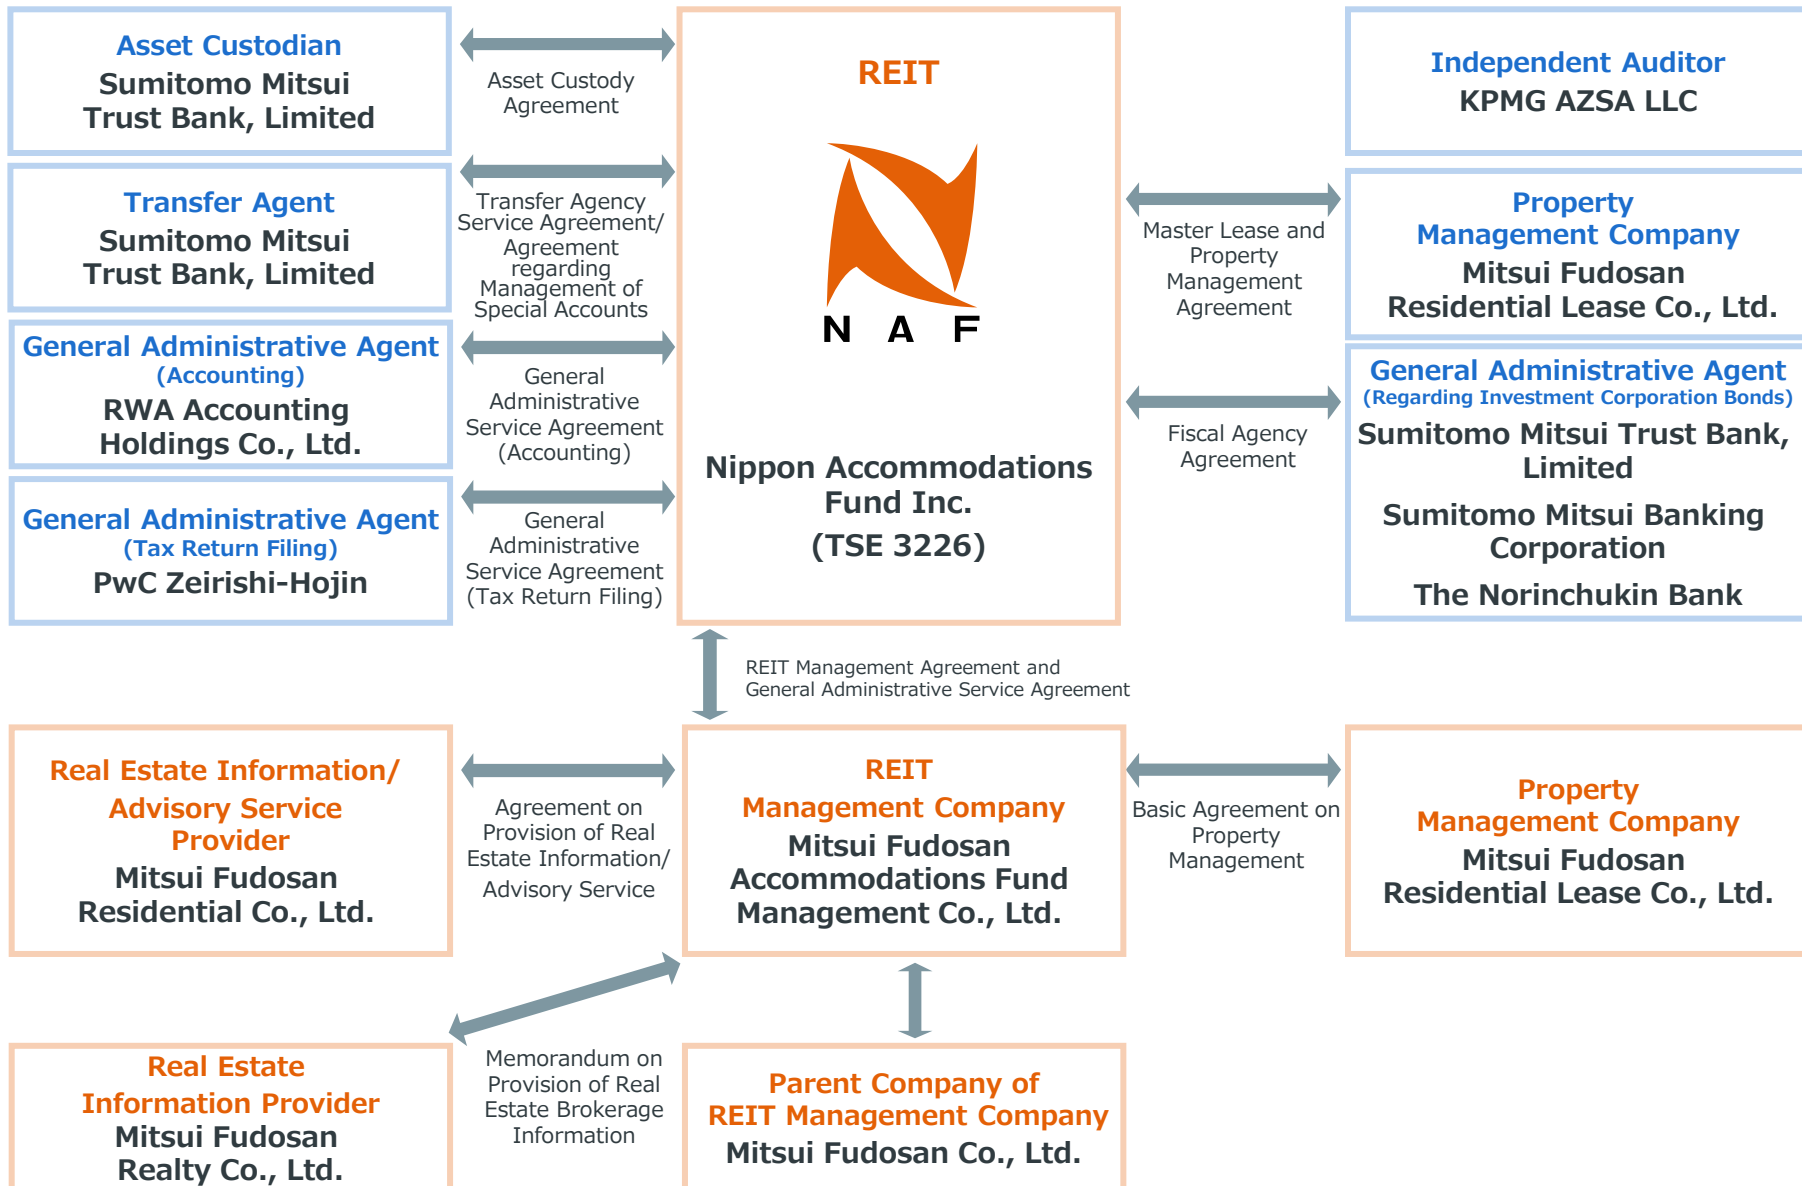 Asset Custodian
Sumitomo Mitsui
Trust Bank, Limited
Asset Custody
Agreement
Transfer Agent
Sumitomo Mitsui
Trust Bank, Limited
Transfer Agency
Service Agreement/
Agreement
regarding
Management of
Special Accounts
General Administrative Agent
(Accounting)
RWA Accounting
Holdings Co., Ltd.
General
Administrative
Service Agreement
(Accounting)
General Administrative Agent
(Tax Return Filing)
PwC Zeirishi-Hojin
General
Administrative
Service Agreement
(Tax Return Filing)
REIT
N A F
Nippon Accommodations
Fund Inc.
(TSE 3226)
Independent Auditor
KPMG AZSA LLC
Master Lease and
Property
Management
Agreement
Property
Management Company
Mitsui Fudosan
Residential Lease Co., Ltd.
Fiscal Agency
Agreement
General Administrative Agent
(Regarding Investment Corporation Bonds)
Sumitomo Mitsui Trust Bank,
Limited
Sumitomo Mitsui Banking
Corporation
The Norinchukin Bank
REIT Management Agreement and
General Administrative Service Agreement
Real Estate Information/
Advisory Service
Provider
Mitsui Fudosan
Residential Co., Ltd.
Agreement on
Provision of Real
Estate Information/
Advisory Service
REIT
Management Company
Mitsui Fudosan
Accommodations Fund
Management Co., Ltd.
Basic Agreement on
Property
Management
Property
Management Company
Mitsui Fudosan
Residential Lease Co., Ltd.
Real Estate
Information Provider
Mitsui Fudosan
Realty Co., Ltd.
Memorandum on
Provision of Real
Estate Brokerage
Information
Parent Company of
REIT Management Company
Mitsui Fudosan Co., Ltd.